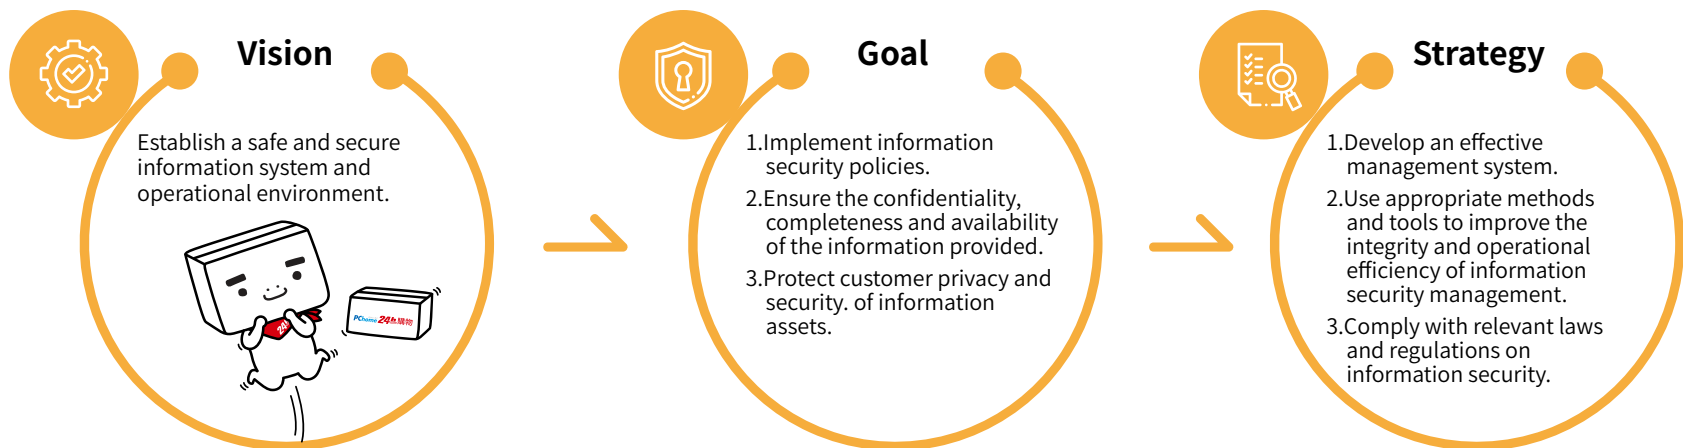 Vision
Establish a safe and secure
information system and
operational environment.
24h
PChome 24h購物
Goal
1.Implement information
security policies.
2.Ensure the confidentiality,
completeness and availability
of the information provided.
3.Protect customer privacy and
security. of information
assets.
Strategy
1.Develop an effective
management system.
2.Use appropriate methods
and tools to improve the
integrity and operational
efficiency of information
security management.
3.Comply with relevant laws
and regulations on
information security.